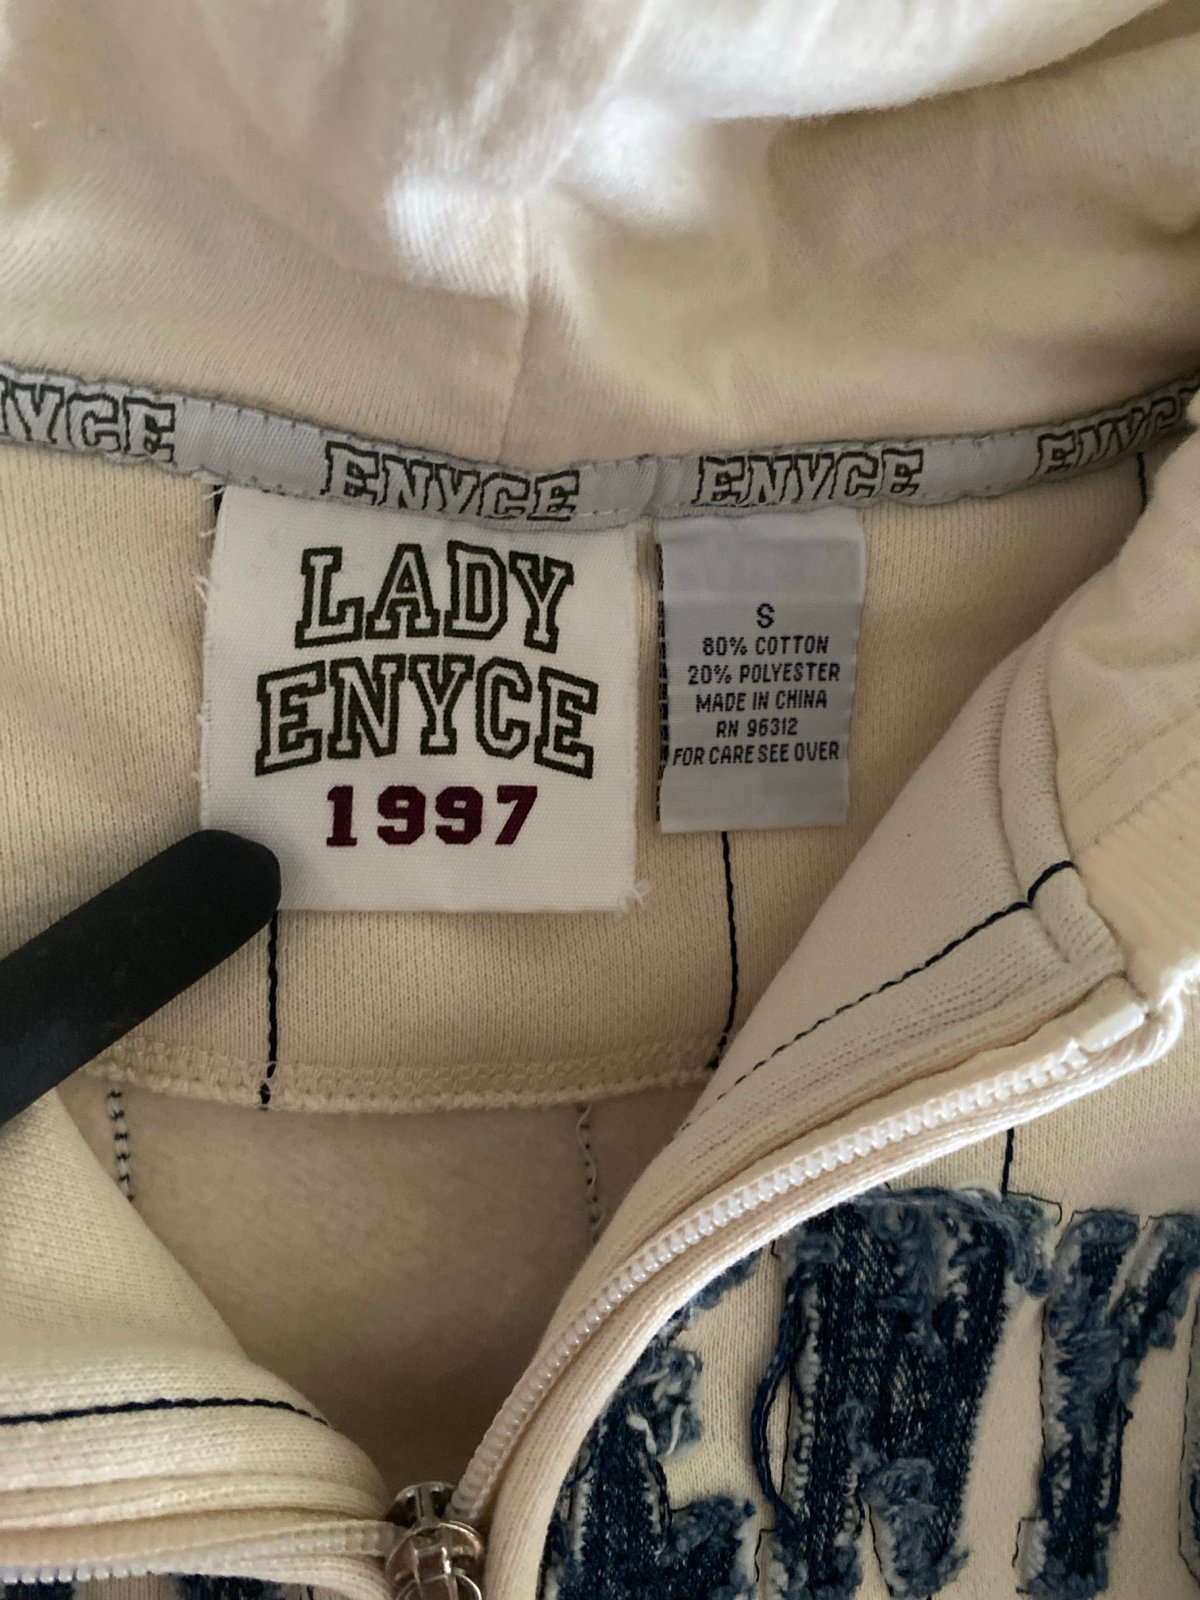 ENYCE ENYCE ENYCE
LADY
ENYCE
1997
S
80% COTTON
20% POLYESTER
MADE IN CHINA
RN 96312
FOR CARE SEE OVER